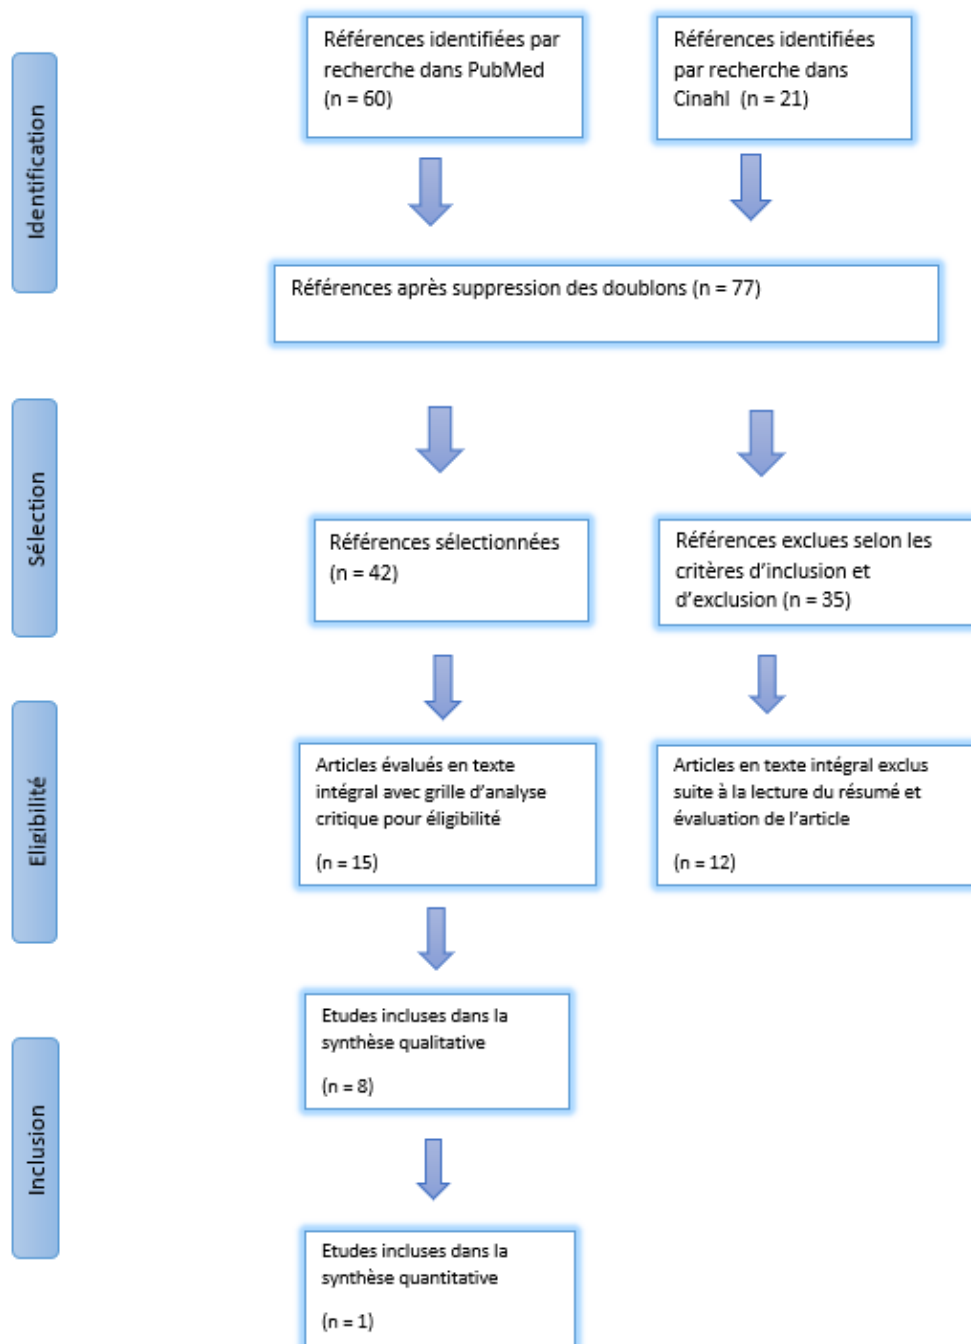 Identification
Références identifiées par
recherche dans PubMed
(n = 60)
Références identifiées
par recherche dans
Cinahl (n = 21)
Références après suppression des doublons (n = 77)
Sélection
Références sélectionnées
(n = 42)
Références exclues selon les
critères d'inclusion et
d'exclusion (n = 35)
Eligibilité
Articles évalués en texte
intégral avec grille d'analyse
critique pour éligibilité
(n = 15)
Articles en texte intégral exclus
suite à la lecture du résumé et
évaluation de l'article
(n = 12)
Inclusion
Etudes incluses dans la
synthèse qualitative
(n = 8)
Etudes incluses dans la
synthèse quantitative
(n = 1)